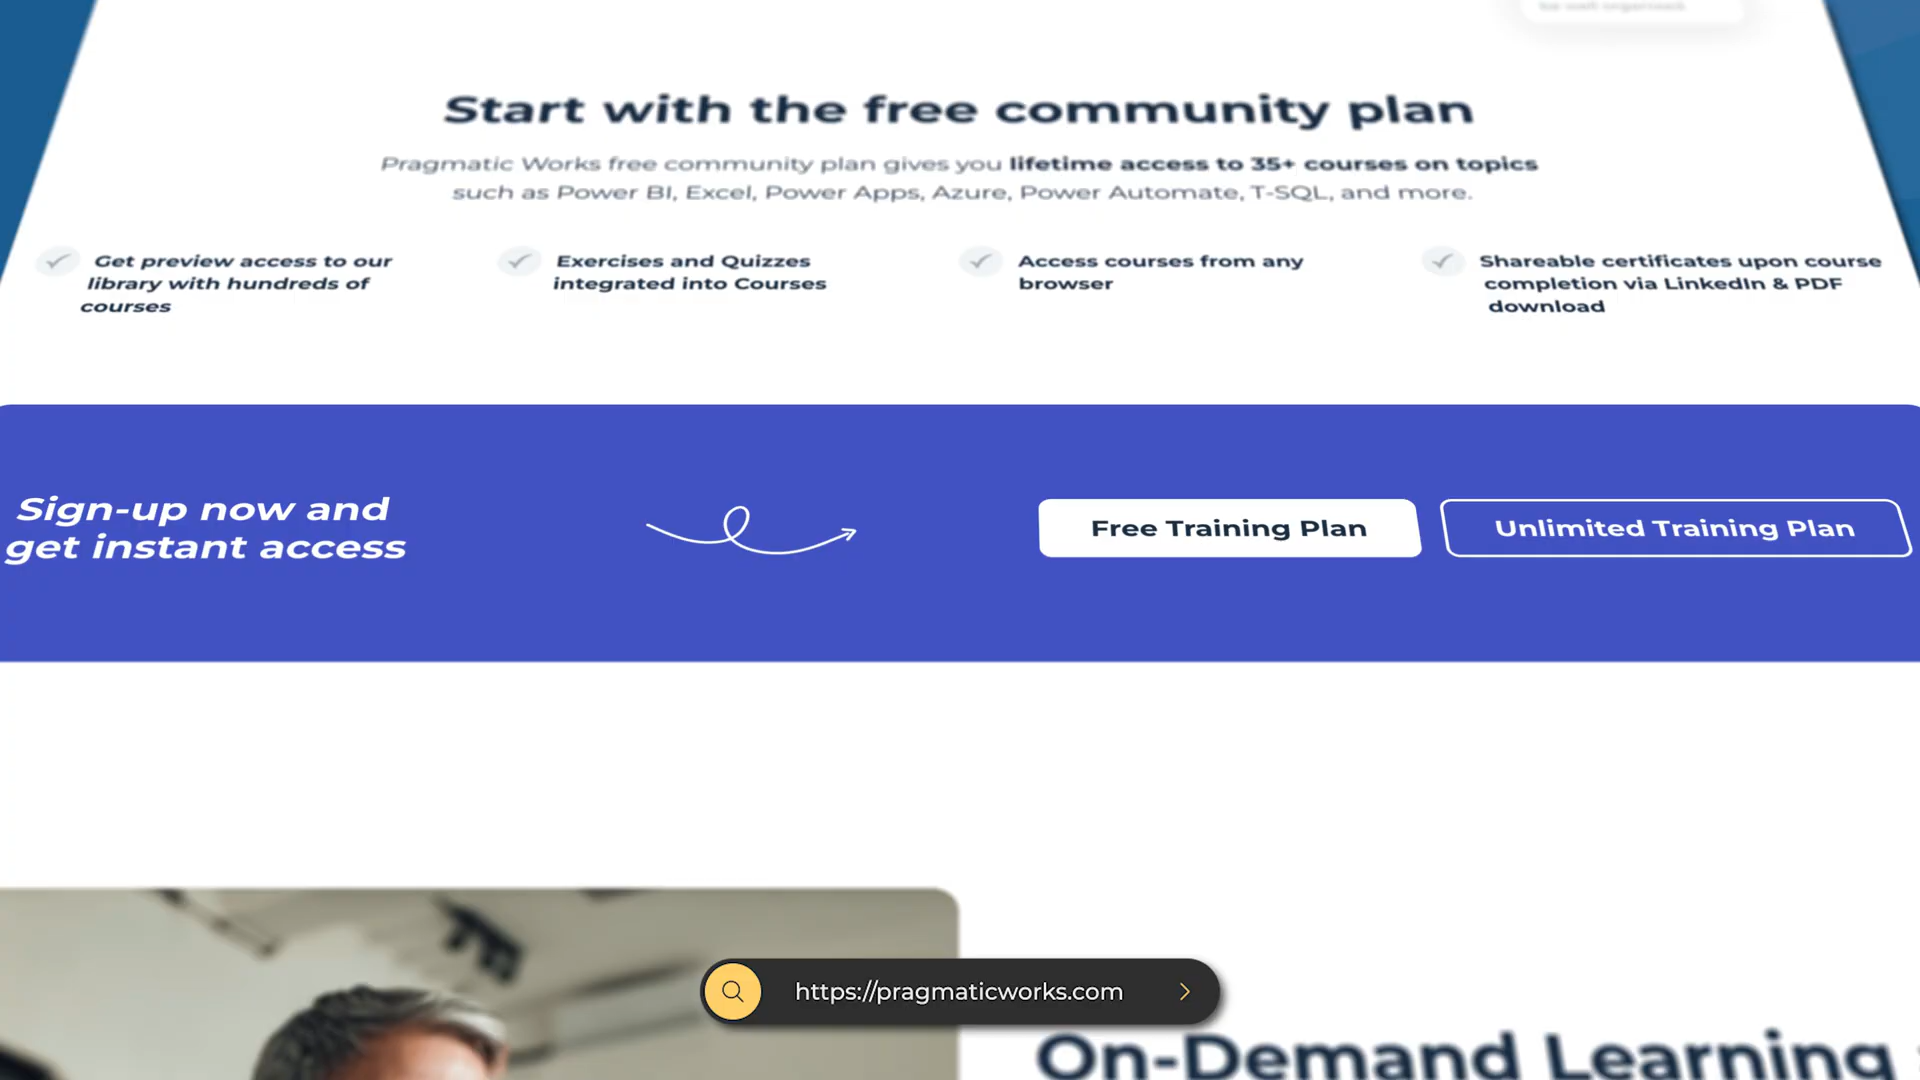 be well organised.
Start with the free community plan
Pragmatic Works free community plan gives you lifetime access to 35+ courses on topics
such as Power BI, Excel, Power Apps, Azure, Power Automate, T-SQL, and more.
Get preview access to our
library with hundreds of
courses
Exercises and Quizzes
integrated into Courses
Access courses from any
browser
Shareable certificates upon course
completion via LinkedIn & PDF
download
Sign-up now and
get instant access
Free Training Plan
Unlimited Training Plan
https://pragmaticworks.com
On-Demand Learning